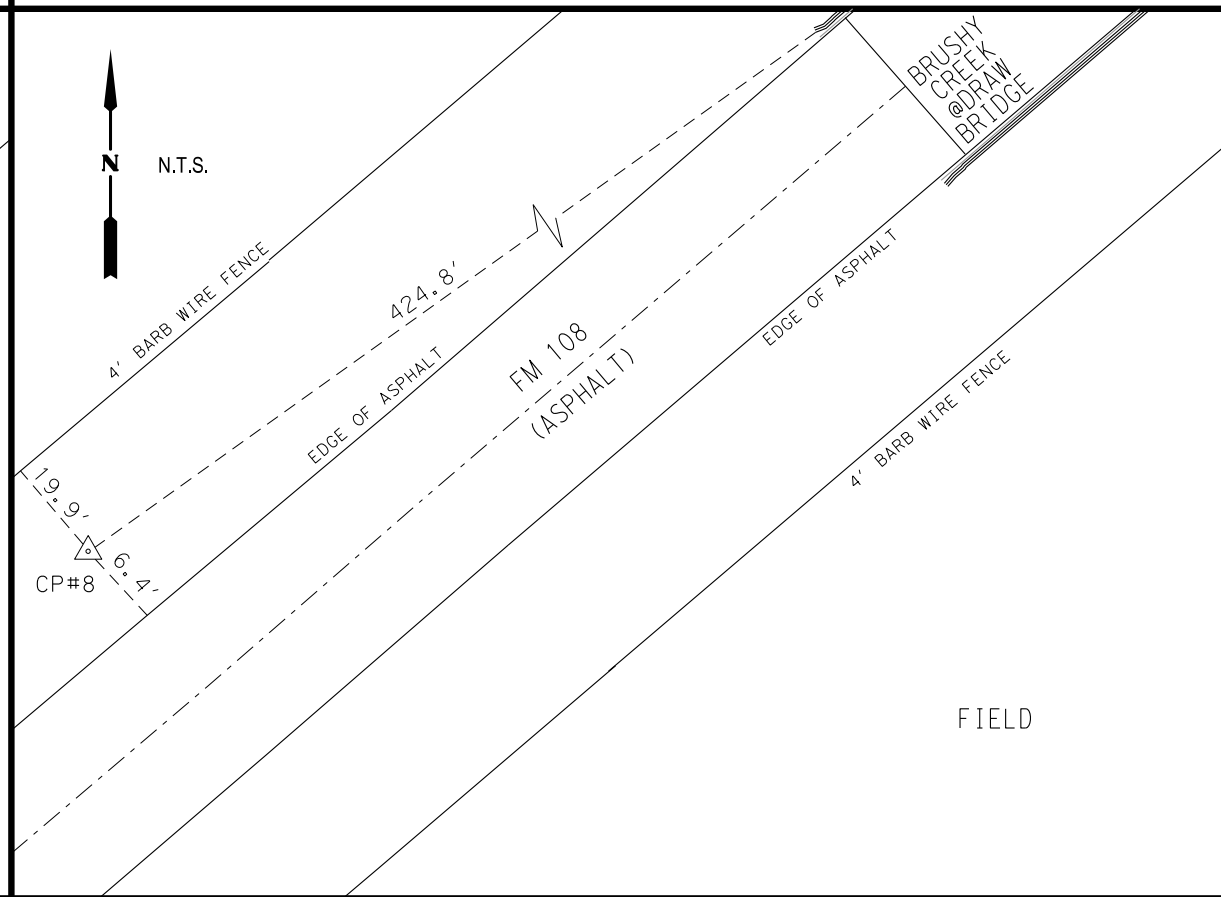 BRUSHY
CREEK
@DRAW
BRIDGE
N
N.T.S.
4' BARB WIRE FENCE
424.8'
EDGE OF ASPHALT
FM 108
(ASPHALT)
EDGE OF ASPHALT
4' BARB WIRE FENCE
19.9'
6.4'
CP#8
FIELD